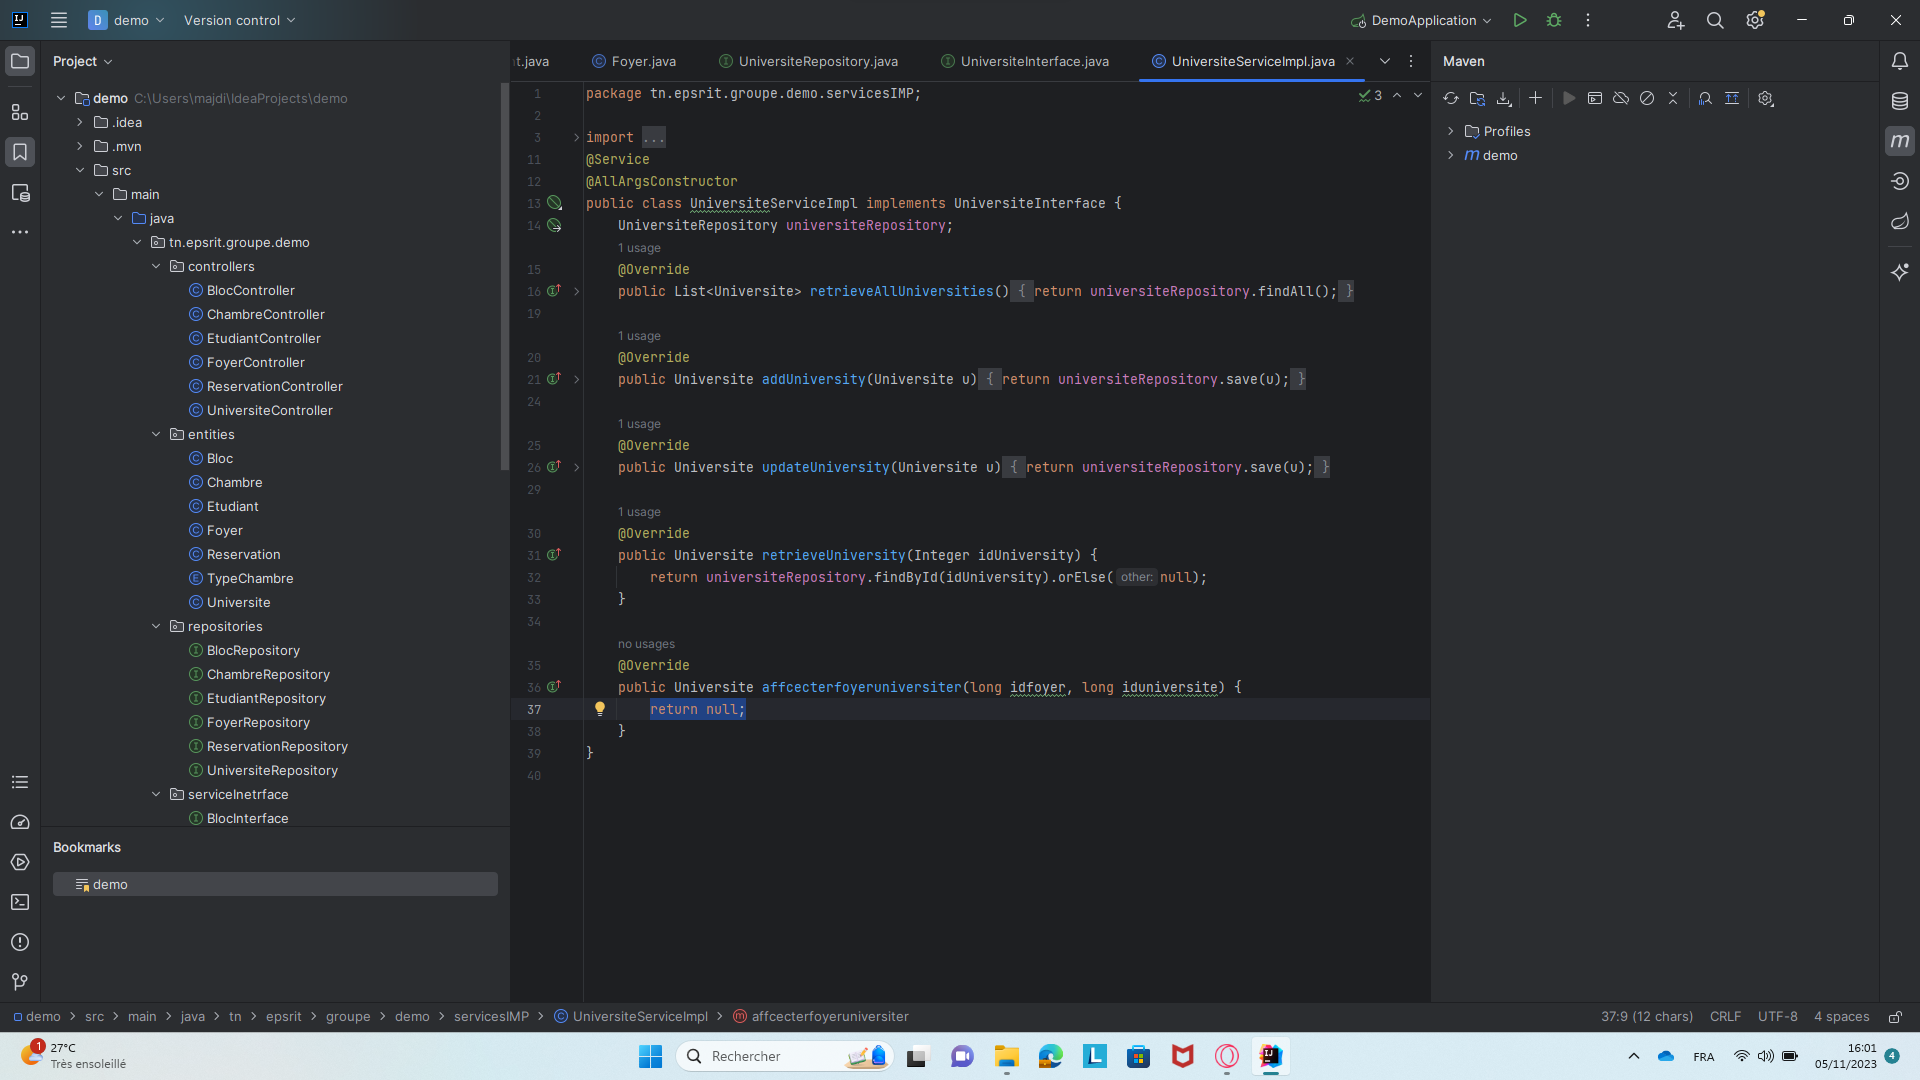 demo
Version control
DemoApplication
Project
demo C:\Users\majdi\IdeaProjects\demo
.idea
.mvn
src
main
java
tn.epsrit.groupe.demo
controllers
BlocController
ChambreController
EtudiantController
FoyerController
ReservationController
UniversiteController
entities
Bloc
Chambre
Etudiant
Foyer
Reservation
TypeChambre
Universite
repositories
BlocRepository
ChambreRepository
EtudiantRepository
FoyerRepository
ReservationRepository
UniversiteRepository
serviceInetrface
BlocInterface
Bookmarks
demo
t.java Foyer.java UniversiteRepository.java UniversiteInterface.java UniversiteServiceImpl.java
3
1 package tn.epsrit.groupe.demo.servicesIMP;
2
3 import ...
11 @Service
12 @AllArgsConstructor
13 public class UniversiteServiceImpl implements UniversiteInterface {
14 UniversiteRepository universiteRepository;
1 usage
15 @Override
16 public List<Universite> retrieveAllUniversities() { return universiteRepository.findAll(); }
19
1 usage
20 @Override
21 public Universite addUniversity(Universite u) { return universiteRepository.save(u); }
24
1 usage
25 @Override
26 public Universite updateUniversity(Universite u) { return universiteRepository.save(u); }
29
1 usage
30 @Override
31 public Universite retrieveUniversity(Integer idUniversity) {
32 return universiteRepository.findById(idUniversity).orElse( other: null);
33 }
34
no usages
35 @Override
36 public Universite affcecterfoyeruniversiter(long idfoyer, long iduniversite) {
37 return null;
38 }
39 }
40
Maven
Profiles
m demo
demo > src > main > java > tn > epsrit > groupe > demo > servicesIMP > UniversiteServiceImpl > affcecterfoyeruniversiter
37:9 (12 chars) CRLF UTF-8 4 spaces
1
27°C
Très ensoleillé
Rechercher
FRA
16:01
05/11/2023
4